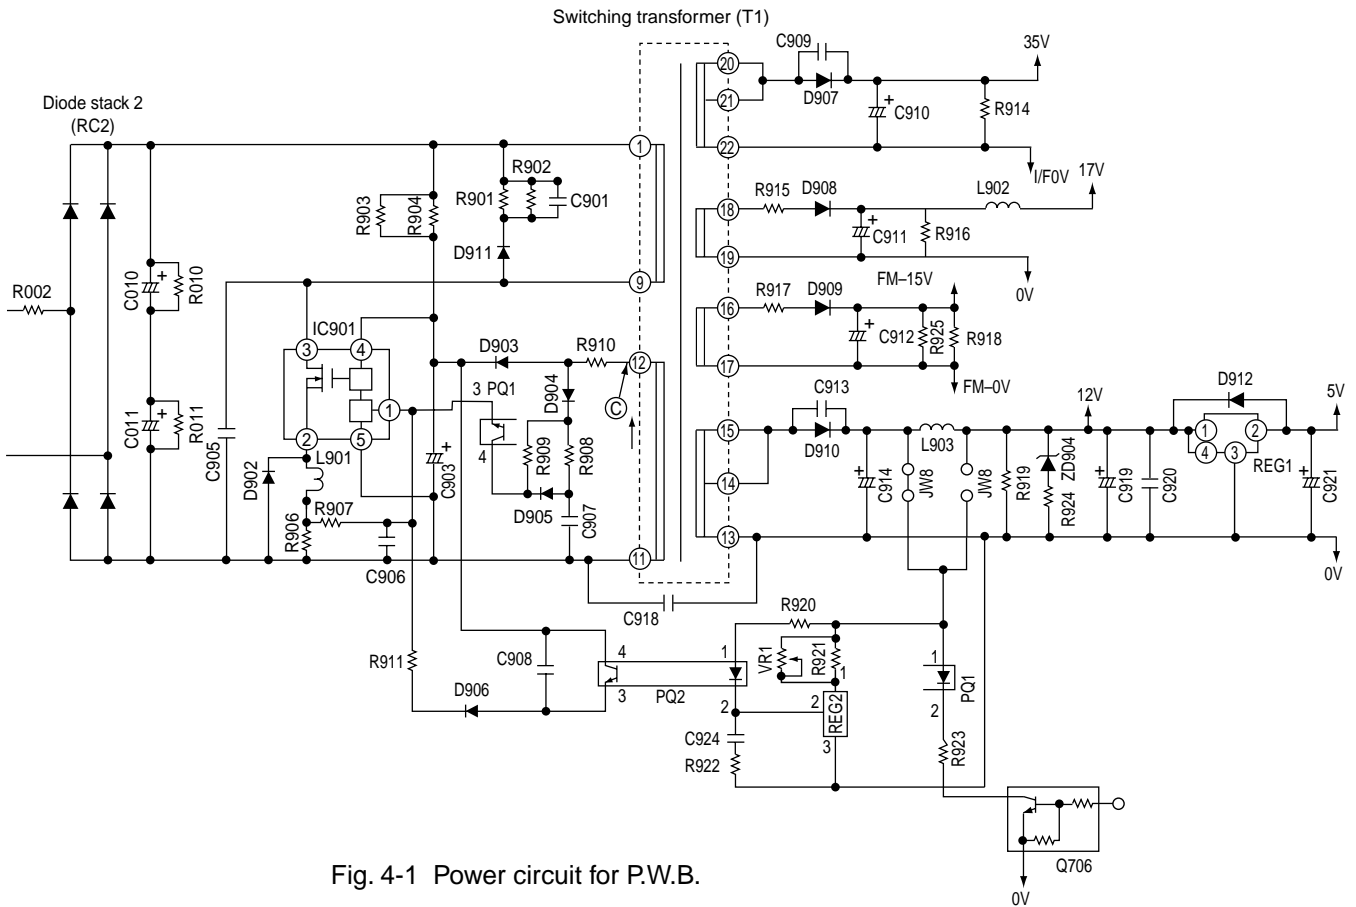 Switching transformer (T1)
C909
35V
20
D907
21
C910
R914
Diode stack 2
(RC2)
1
22
I/F0V
17V
R902
R901
C901
R903
R904
R915
D908
L902
18
C911
R916
D911
19
0V
FM–15V
R002
C010
R010
9
R917
D909
16
IC901
3
4
C912
R925
R918
17
FM–0V
D903
R910
12
C
C913
D912
12V
5V
3 PQ1
D904
1
15
D910
L903
1
2
4
3
REG1
C011
R011
C905
2
5
4
R909
R908
14
C914
JW8
JW8
R919
ZD904
R924
C919
C920
C921
D902
L901
C903
R907
D905
C907
R906
13
C906
11
0V
C918
R920
R911
C908
4
1
VR1
R921
1
1
PQ1
D906
3
PQ2
2
2
REG2
2
C924
3
R923
R922
Q706
0V
Fig. 4-1 Power circuit for P.W.B.